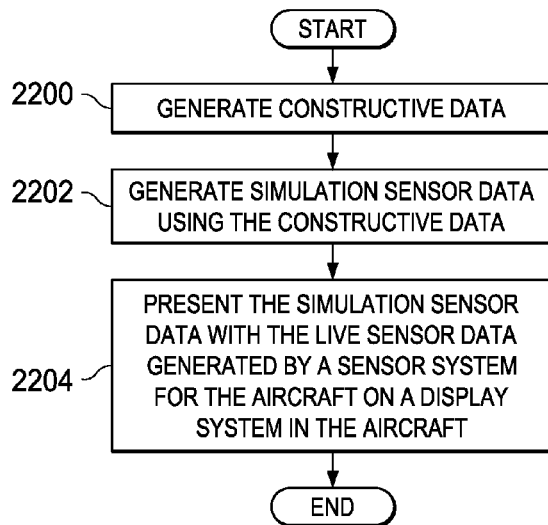 START
2200
GENERATE CONSTRUCTIVE DATA
2202
GENERATE SIMULATION SENSOR DATA
USING THE CONSTRUCTIVE DATA
2204
PRESENT THE SIMULATION SENSOR
DATA WITH THE LIVE SENSOR DATA
GENERATED BY A SENSOR SYSTEM
FOR THE AIRCRAFT ON A DISPLAY
SYSTEM IN THE AIRCRAFT
END